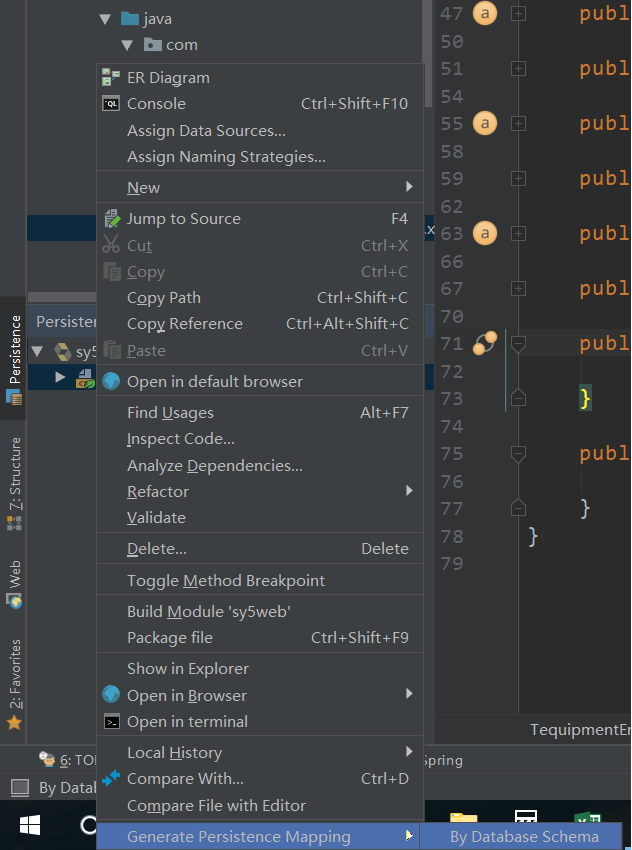 java
com
ER Diagram
Console Ctrl+Shift+F10
Assign Data Sources...
Assign Naming Strategies...
New
Jump to Source F4
Cut Ctrl+X
Copy Ctrl+C
Copy Path Ctrl+Shift+C
Copy Reference Ctrl+Alt+Shift+C
Paste Ctrl+V
Open in default browser
Find Usages Alt+F7
Inspect Code...
Analyze Dependencies...
Refactor
Validate
Delete... Delete
Toggle Method Breakpoint
Build Module 'sy5web'
Package file Ctrl+Shift+F9
Show in Explorer
Open in Browser
Open in terminal
Local History
Compare With... Ctrl+D
Compare File with Editor
Generate Persistence Mapping
By Database Schema
Persistence
7: Structure
Web
2: Favorites
Persister
sy5
.x
47 publ
50
51 publ
54
55 publ
58
59 publ
62
63 publ
66
67 publ
70
71 publ
72
73 }
74
75 publ
76
77 }
78 }
79
TequipmentEn
6: TO
Spring
By Datab